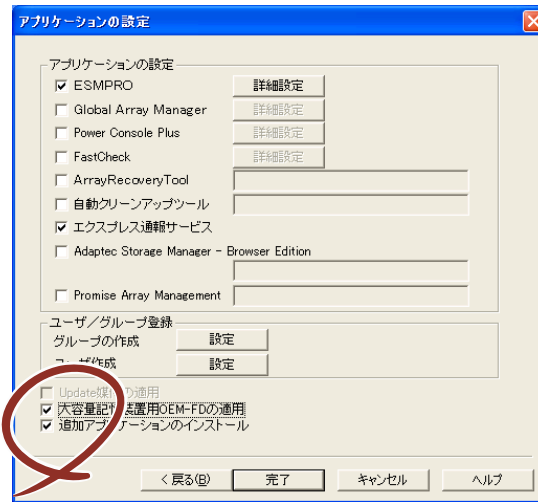 アプリケーションの設定
アプリケーションの設定
ESMPRO 詳細設定
Global Array Manager 詳細設定
Power Console Plus 詳細設定
FastCheck 詳細設定
ArrayRecoveryTool
自動クリーンアップツール
エクスプレス通報サービス
Adaptec Storage Manager - Browser Edition
Promise Array Management
ユーザ/グループ登録
グループの作成 設定
ユーザ作成 設定
Update媒体の適用
大容量記憶装置用OEM-FDの適用
追加アプリケーションのインストール
< 戻る(B) 完了 キャンセル ヘルプ